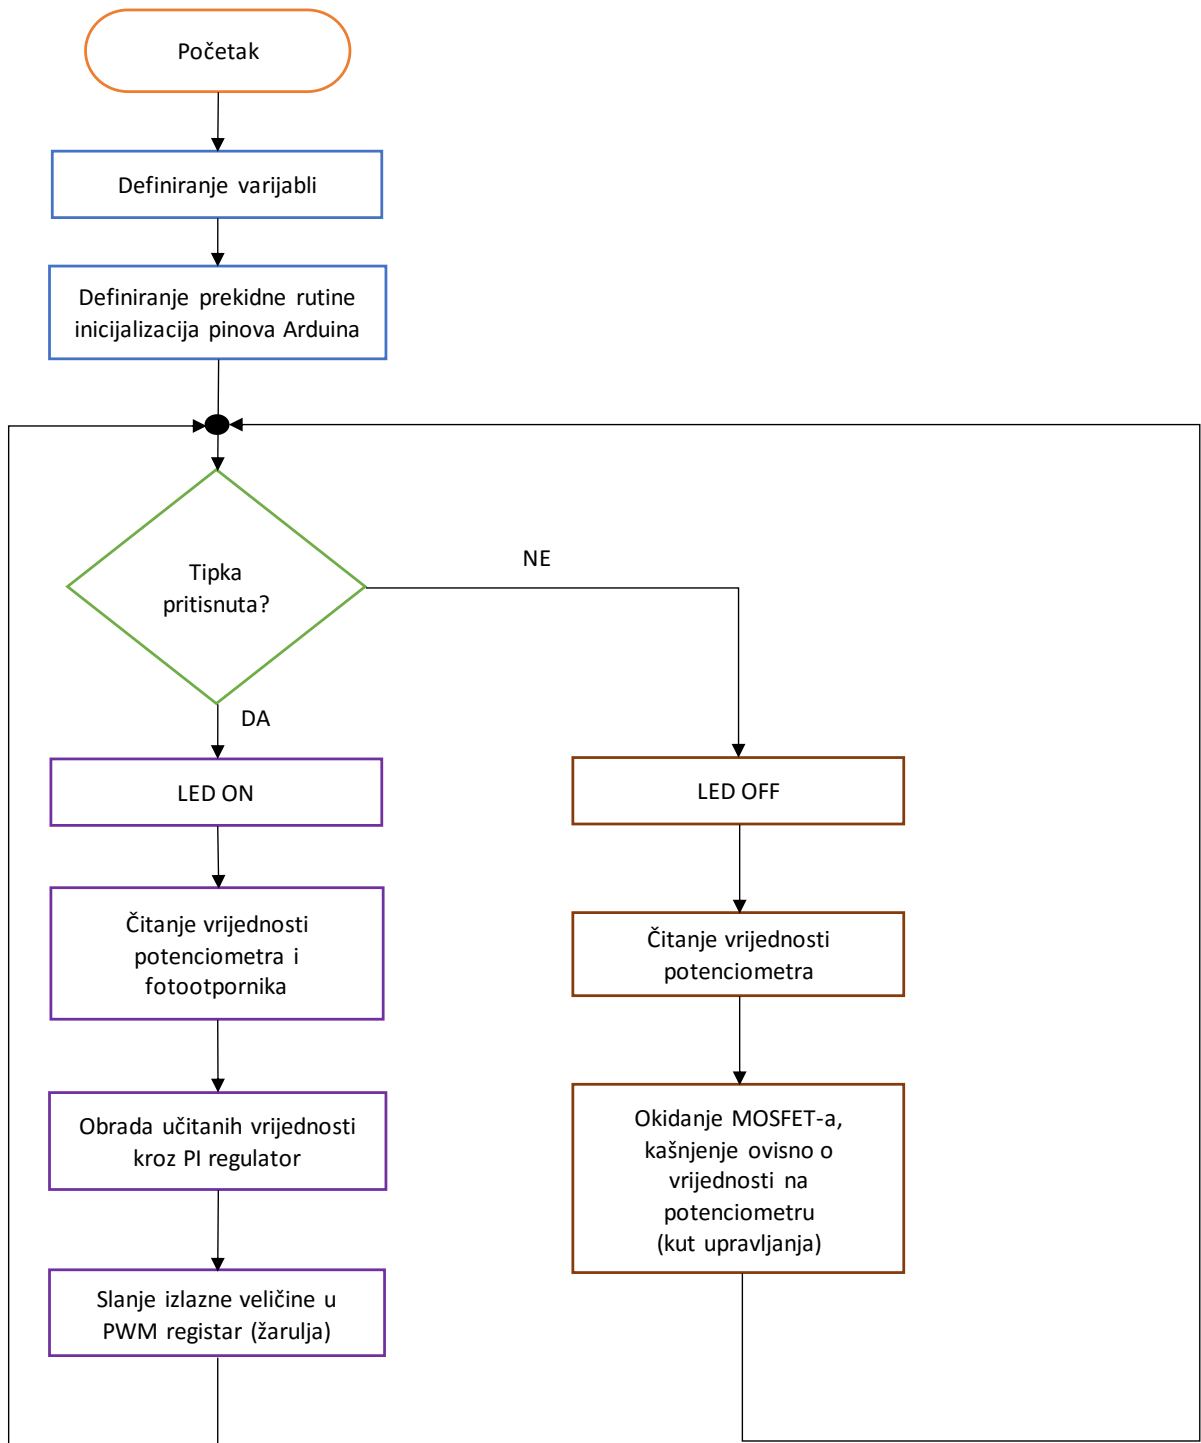 Početak
Definiranje varijabli
Definiranje prekidne rutine
inicijalizacija pinova Arduina
Tipka
pritisnuta?
NE
DA
LED ON
Čitanje vrijednosti
potenciometra i
fotootpornika
Obrada učitanih vrijednosti
kroz PI regulator
Slanje izlazne veličine u
PWM registar (žarulja)
LED OFF
Čitanje vrijednosti
potenciometra
Okidanje MOSFET-a,
kašnjenje ovisno o
vrijednosti na
potenciometru
(kut upravljanja)